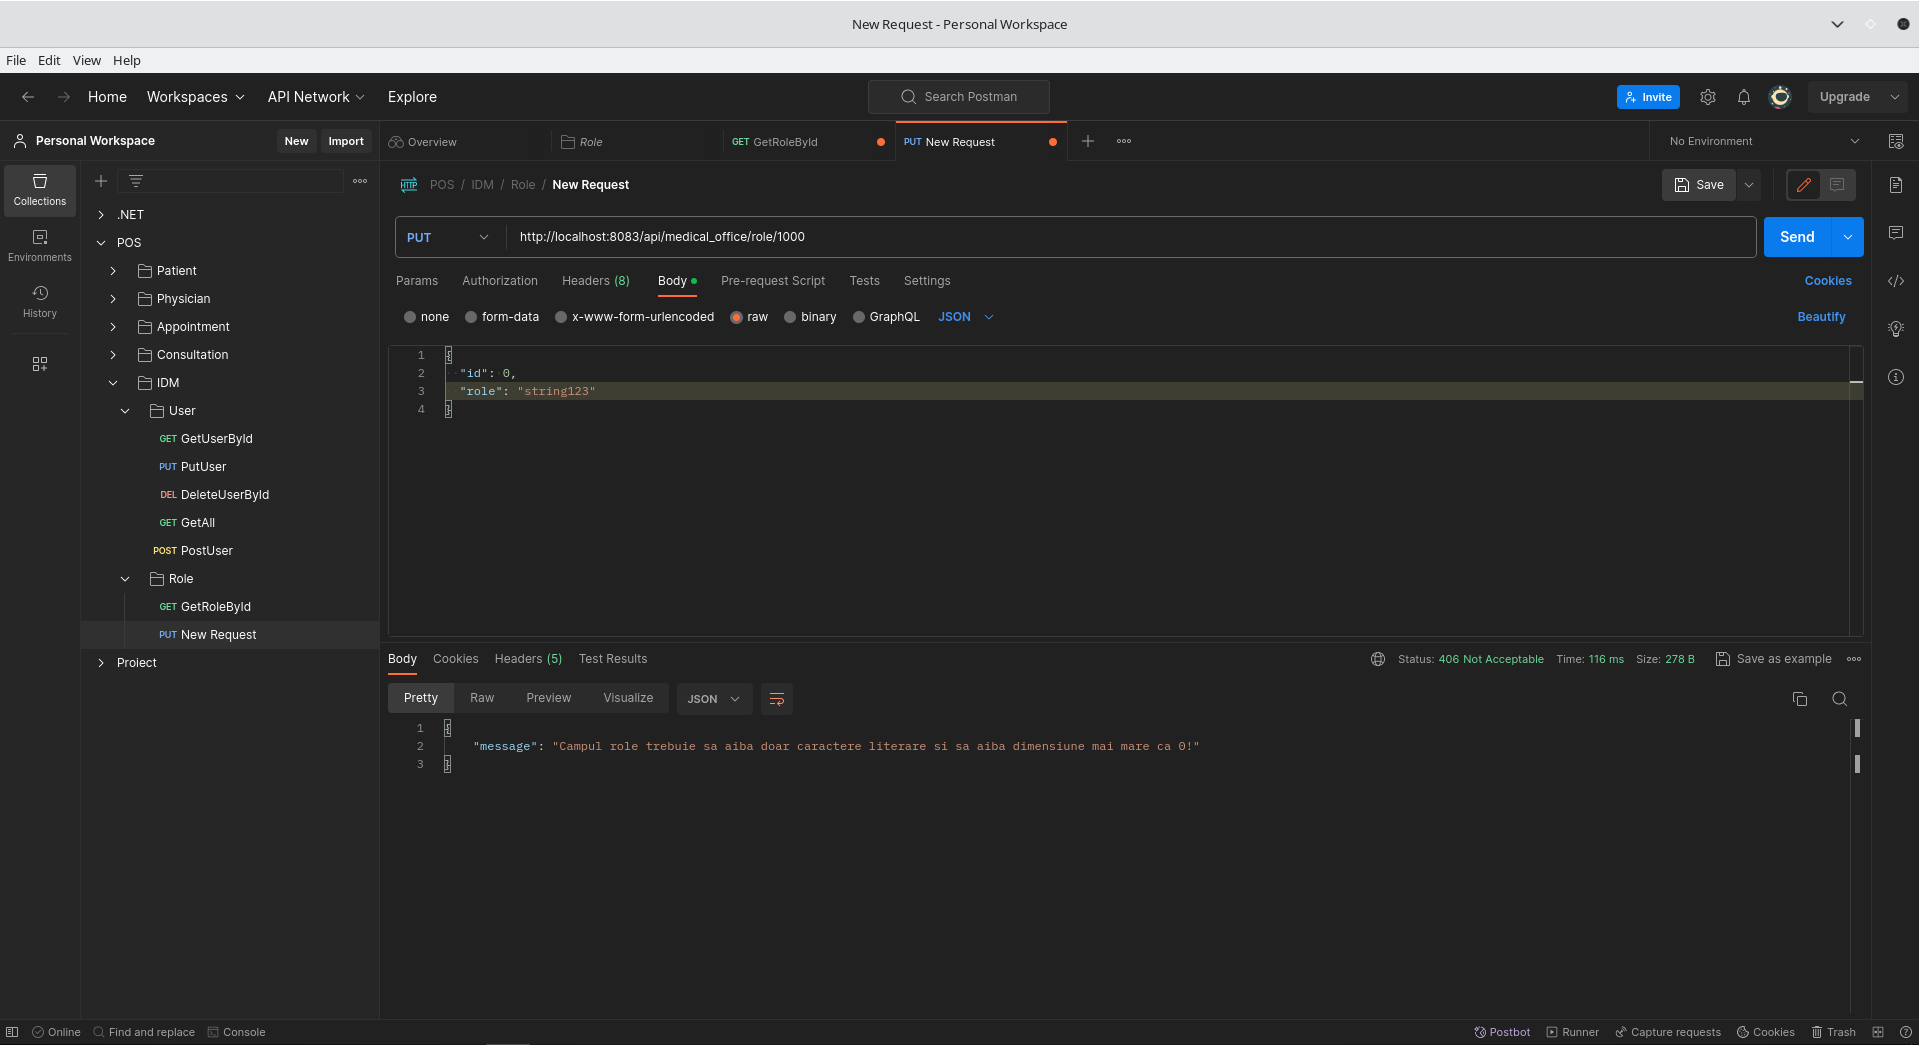 New Request - Personal Workspace
File Edit View Help
Home Workspaces API Network Explore Search Postman Invite Upgrade
Personal Workspace New Import
Overview Role GET GetRoleById PUT New Request No Environment
Collections
Environments
History
.NET
POS
Patient
Physician
Appointment
Consultation
IDM
User
GET GetUserById
PUT PutUser
DEL DeleteUserById
GET GetAll
POST PostUser
Role
GET GetRoleById
PUT New Request
Project
HTTP POS / IDM / Role / New Request Save
PUT http://localhost:8083/api/medical_office/role/1000 Send
Params Authorization Headers (8) Body Pre-request Script Tests Settings Cookies
none form-data x-www-form-urlencoded raw binary GraphQL JSON Beautify
1 {
2 "id": 0,
3 "role": "string123"
4 }
Body Cookies Headers (5) Test Results Status: 406 Not Acceptable Time: 116 ms Size: 278 B Save as example
Pretty Raw Preview Visualize JSON
1 {
2 "message": "Campul role trebuie sa aiba doar caractere literare si sa aiba dimensiune mai mare ca 0!"
3 }
Online Find and replace Console Postbot Runner Capture requests Cookies Trash